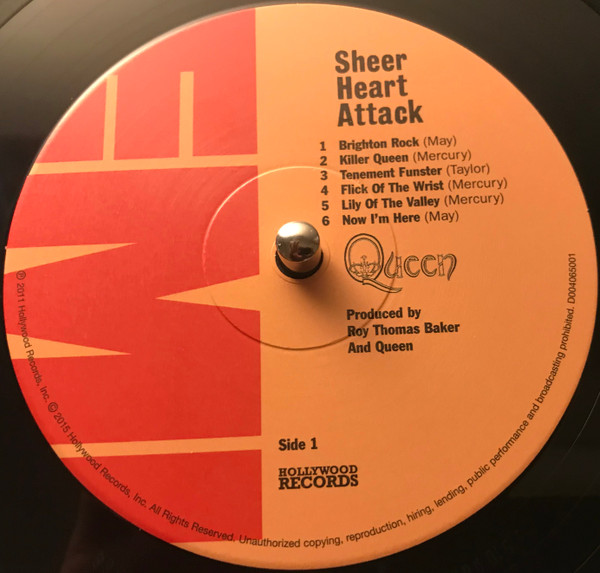 EMI
Sheer
Heart
Attack
1 Brighton Rock (May)
2 Killer Queen (Mercury)
3 Tenement Funster (Taylor)
4 Flick Of The Wrist (Mercury)
5 Lily Of The Valley (Mercury)
6 Now I'm Here (May)
Queen
Produced by
Roy Thomas Baker
And Queen
Side 1
HOLLYWOOD
RECORDS
℗ 2011 Hollywood Records, Inc. © 2015 Hollywood Records, Inc. All Rights Reserved. Unauthorized copying, reproduction, hiring, lending, public performance and broadcasting prohibited. D004065001